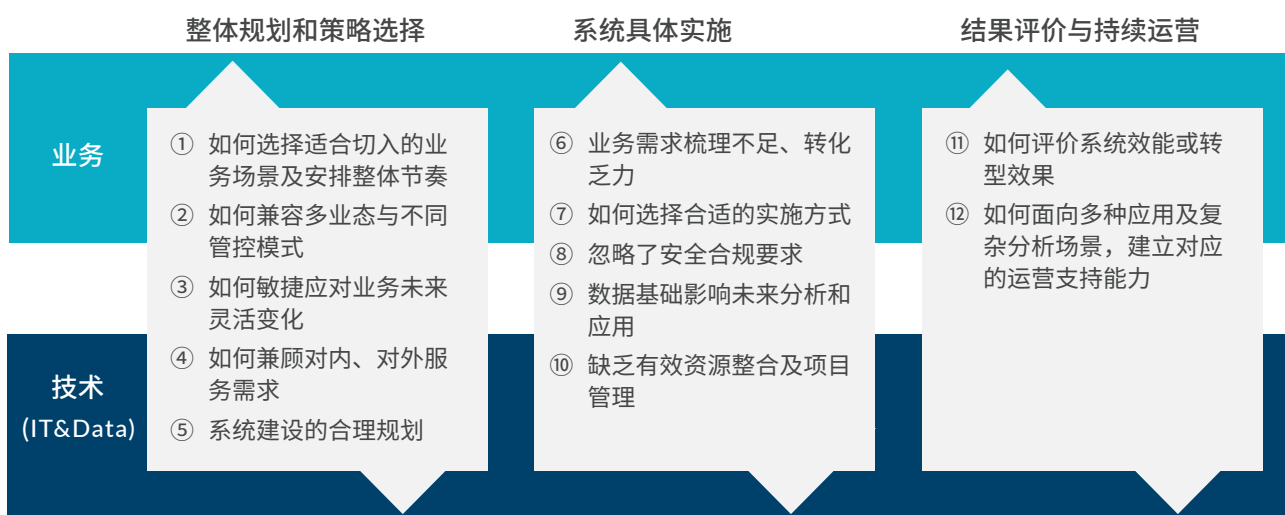 整体规划和策略选择
系统具体实施
结果评价与持续运营
业务
① 如何选择适合切入的业
务场景及安排整体节奏
② 如何兼容多业态与不同
管控模式
③ 如何敏捷应对业务未来
灵活变化
④ 如何兼顾对内、对外服
务需求
⑤ 系统建设的合理规划
⑥ 业务需求梳理不足、转化
乏力
⑦ 如何选择合适的实施方式
⑧ 忽略了安全合规要求
⑨ 数据基础影响未来分析和
应用
⑩ 缺乏有效资源整合及项目
管理
⑪ 如何评价系统效能或转
型效果
⑫ 如何面向多种应用及复
杂分析场景，建立对应
的运营支持能力
技术
(IT&Data)